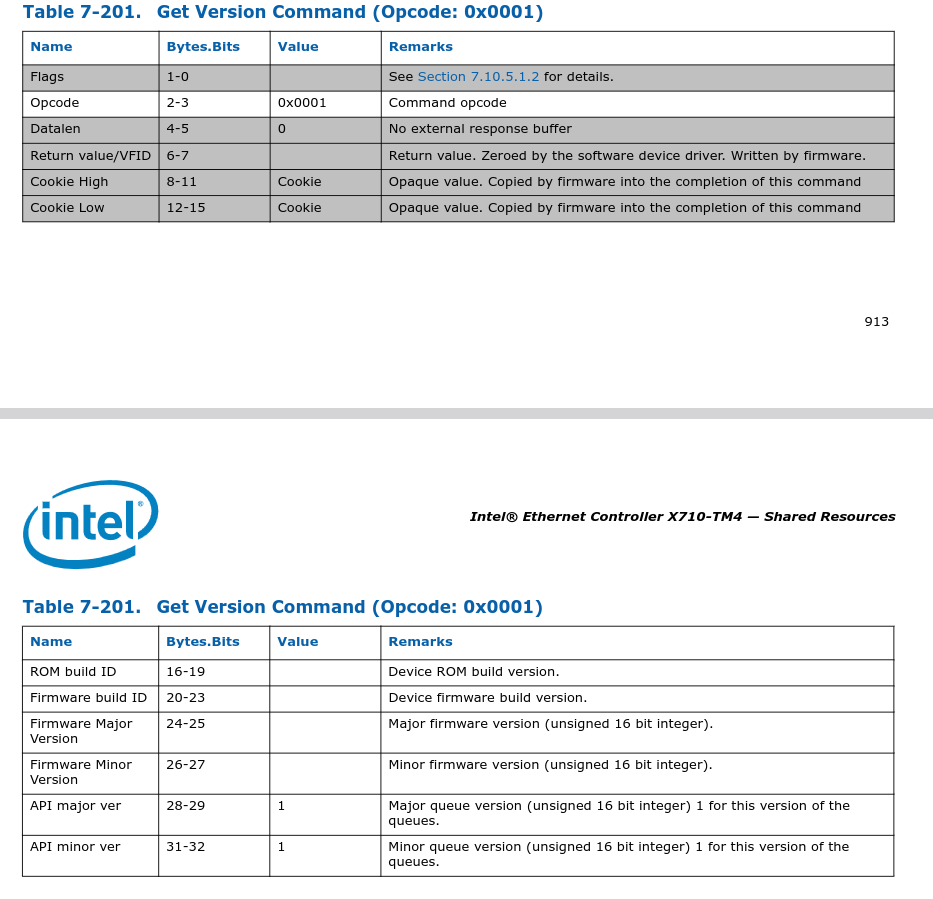 Table 7-201. Get Version Command (Opcode: 0x0001)
Name Bytes.Bits Value Remarks
Flags 1-0 See Section 7.10.5.1.2 for details.
Opcode 2-3 0x0001 Command opcode
Datalen 4-5 0 No external response buffer
Return value/VFID 6-7 Return value. Zeroed by the software device driver. Written by firmware.
Cookie High 8-11 Cookie Opaque value. Copied by firmware into the completion of this command
Cookie Low 12-15 Cookie Opaque value. Copied by firmware into the completion of this command
913
intel®
Intel® Ethernet Controller X710-TM4 — Shared Resources
Table 7-201. Get Version Command (Opcode: 0x0001)
Name Bytes.Bits Value Remarks
ROM build ID 16-19 Device ROM build version.
Firmware build ID 20-23 Device firmware build version.
Firmware Major 24-25 Major firmware version (unsigned 16 bit integer).
Version
Firmware Minor 26-27 Minor firmware version (unsigned 16 bit integer).
Version
API major ver 28-29 1 Major queue version (unsigned 16 bit integer) 1 for this version of the
queues.
API minor ver 31-32 1 Minor queue version (unsigned 16 bit integer) 1 for this version of the
queues.